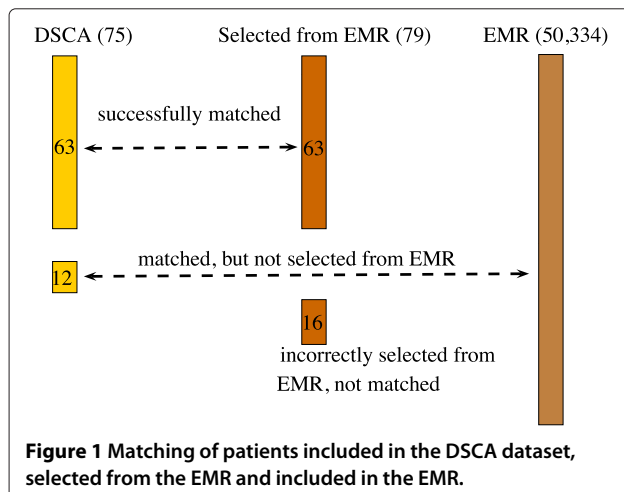 DSCA (75) Selected from EMR (79) EMR (50,334)
successfully matched
63 63
matched, but not selected from EMR
12
16
incorrectly selected from
EMR, not matched
Figure 1 Matching of patients included in the DSCA dataset,
selected from the EMR and included in the EMR.